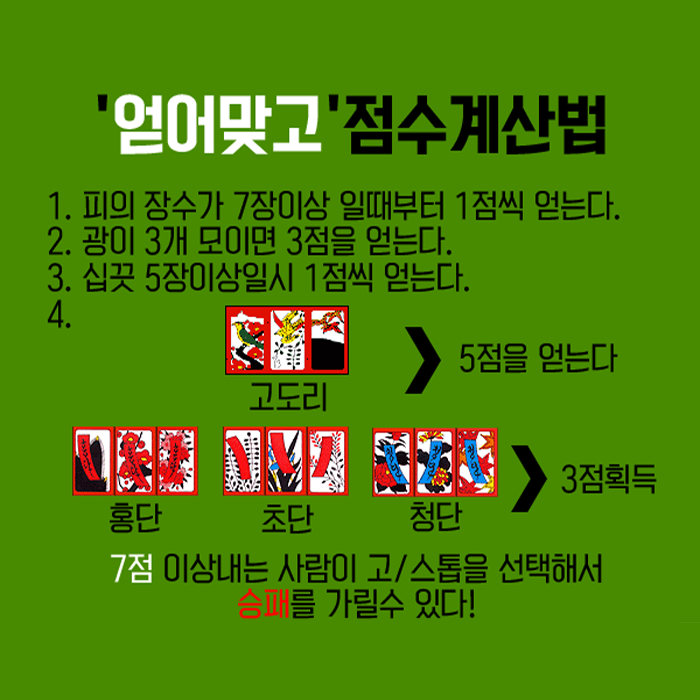 '얻어맞고'점수계산법
1. 피의 장수가 7장이상 일때부터 1점씩 얻는다.
2. 광이 3개 모이면 3점을 얻는다.
3. 십끗 5장이상일시 1점씩 얻는다.
4.
5점을 얻는다
고도리
3점획득
홍단 초단 청단
7점 이상내는 사람이 고/스톱을 선택해서
승패를 가릴수 있다!